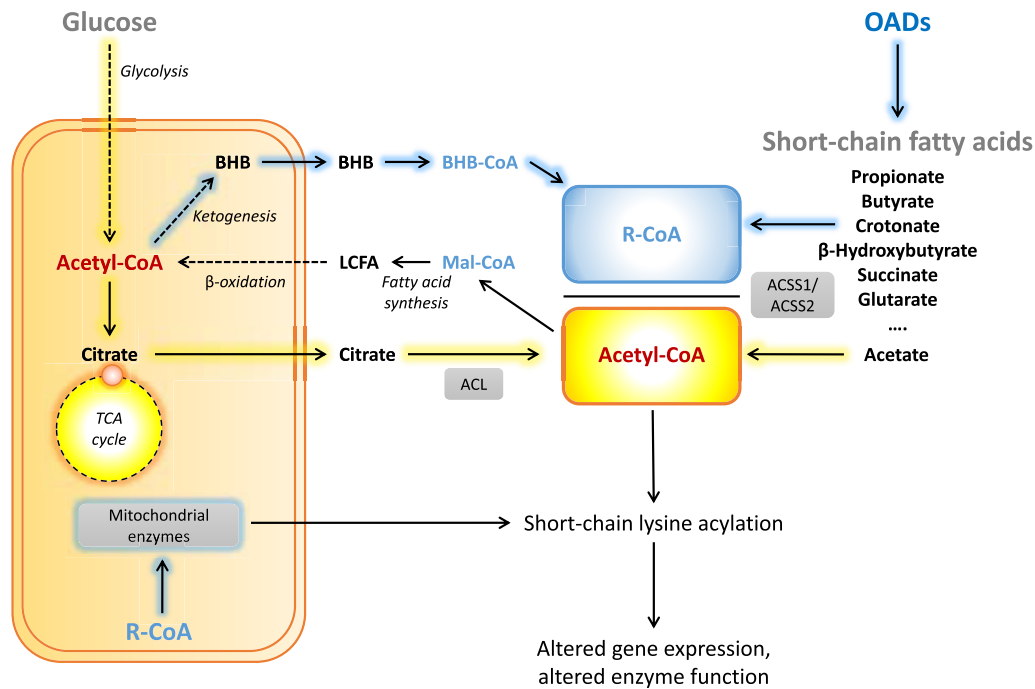 Glucose
OADs
Glycolysis
Short-chain fatty acids
BHB
BHB
BHB-CoA
Propionate
Butyrate
Crotonate
β-Hydroxybutyrate
Succinate
Glutarate
....
Acetate
Ketogenesis
R-CoA
Acetyl-CoA
β-oxidation
LCFA
Mal-CoA
Fatty acid
synthesis
ACSS1/
ACSS2
Citrate
Citrate
ACL
Acetyl-CoA
TCA
cycle
Mitochondrial
enzymes
Short-chain lysine acylation
R-CoA
Altered gene expression,
altered enzyme function